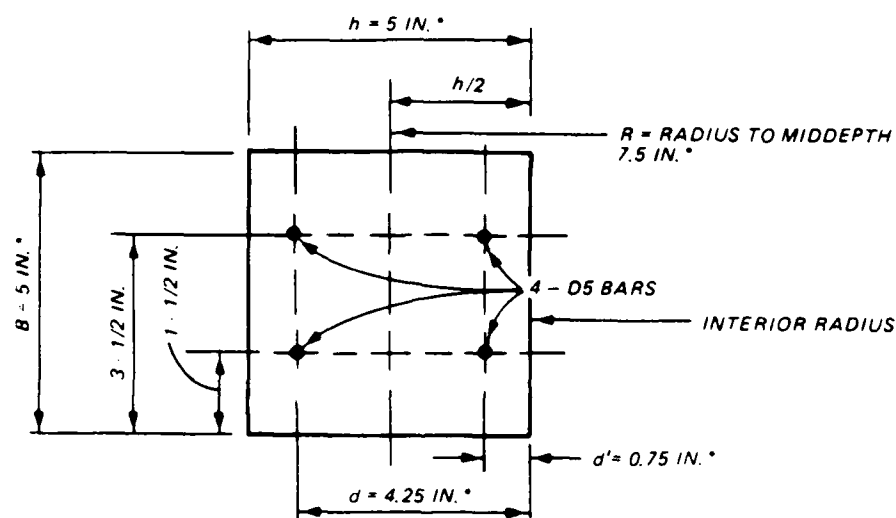 h = 5 IN.*
h/2
R = RADIUS TO MIDDEPTH
7.5 IN.*
B = 5 IN.*
3 - 1/2 IN.
1 - 1/2 IN.
4 - D5 BARS
INTERIOR RADIUS
d' = 0.75 IN.*
d = 4.25 IN.*